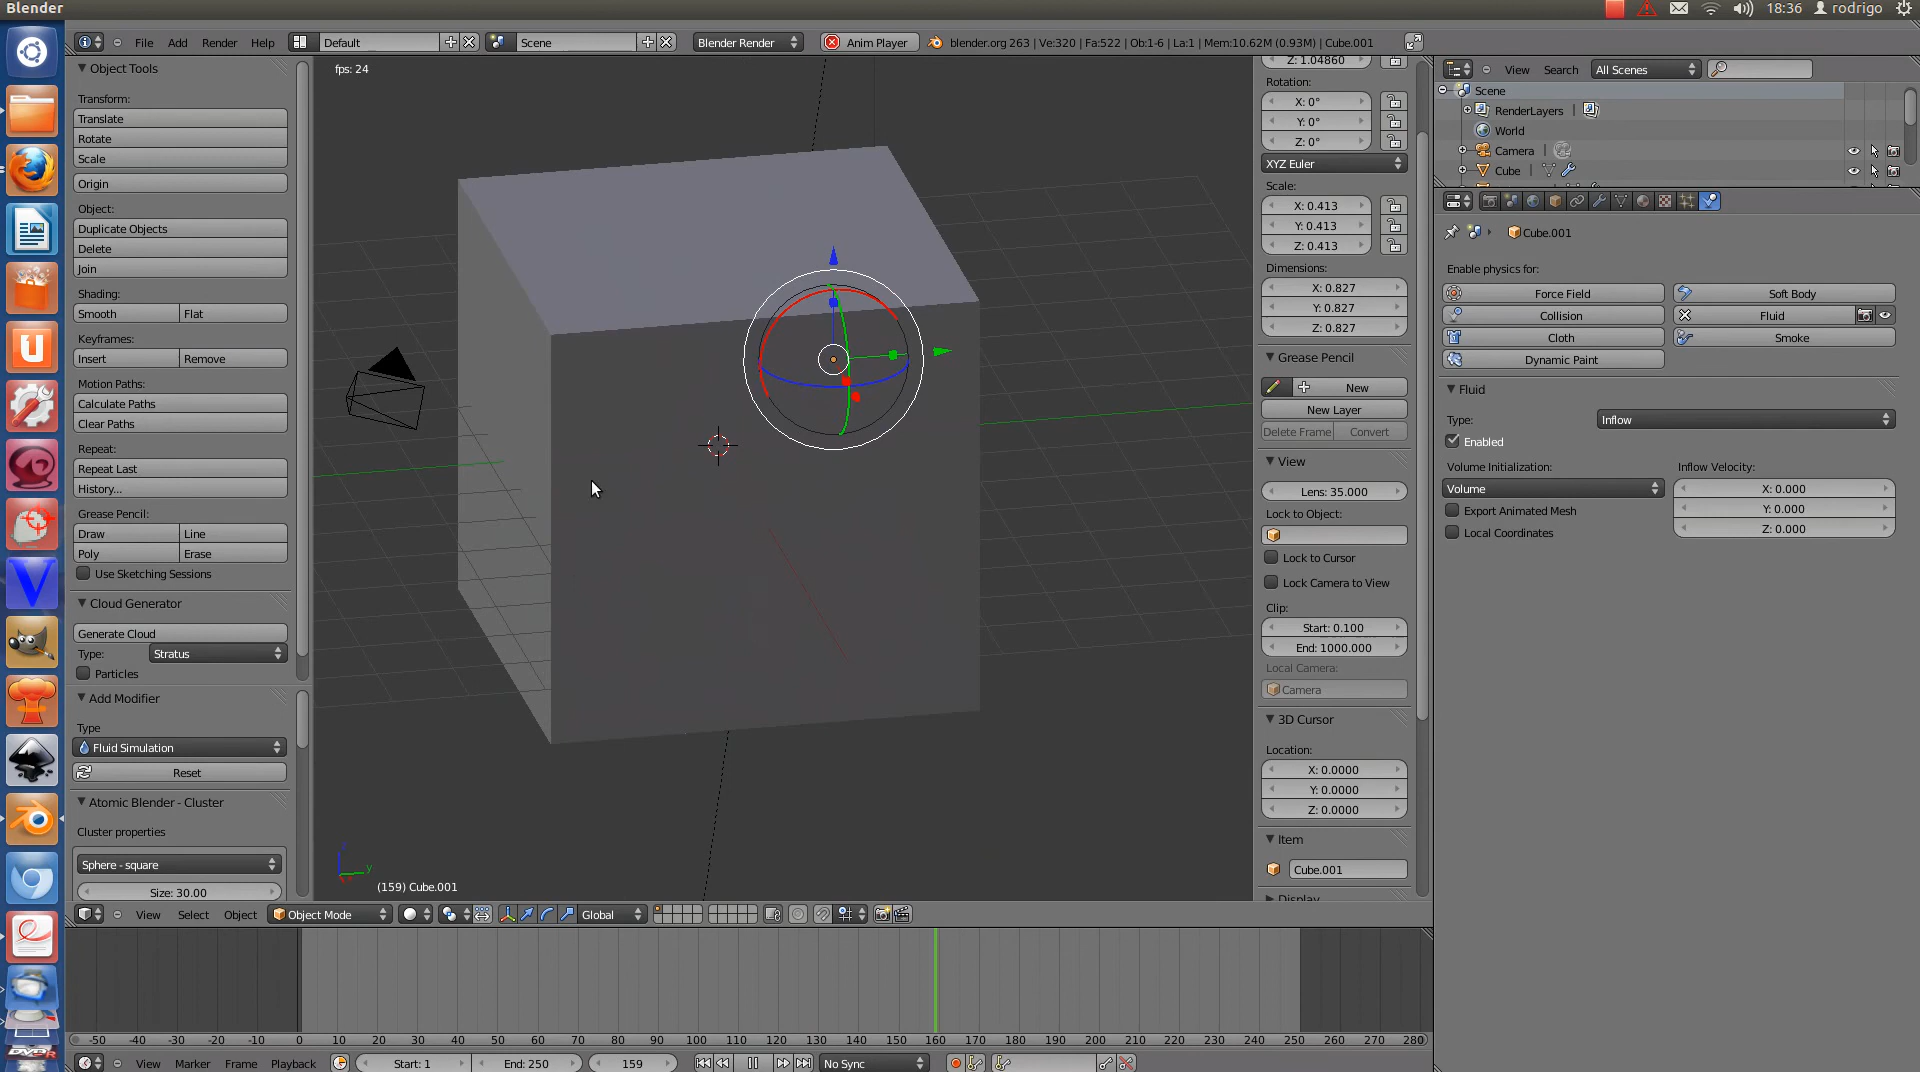 Blender
18:36 rodrigo
File Add Render Help Default Scene Blender Render Anim Player blender.org 263 | Ve:320 | Fa:522 | Ob:1-6 | La:1 | Mem:10.62M (0.93M) | Cube.001
Object Tools
Transform:
Translate
Rotate
Scale
Origin
Object:
Duplicate Objects
Delete
Join
Shading:
Smooth Flat
Keyframes:
Insert Remove
Motion Paths:
Calculate Paths
Clear Paths
Repeat:
Repeat Last
History...
Grease Pencil:
Draw Line
Poly Erase
Use Sketching Sessions
Cloud Generator
Generate Cloud
Type: Stratus
Particles
Add Modifier
Type
Fluid Simulation
Reset
Atomic Blender - Cluster
Cluster properties
Sphere - square
Size: 30.00
fps: 24
(159) Cube.001
Z: 1.04860
Rotation:
X: 0°
Y: 0°
Z: 0°
XYZ Euler
Scale:
X: 0.413
Y: 0.413
Z: 0.413
Dimensions:
X: 0.827
Y: 0.827
Z: 0.827
Grease Pencil
New
New Layer
Delete Frame Convert
View
Lens: 35.000
Lock to Object:
Lock to Cursor
Lock Camera to View
Clip:
Start: 0.100
End: 1000.000
Local Camera:
Camera
3D Cursor
Location:
X: 0.0000
Y: 0.0000
Z: 0.0000
Item
Cube.001
Display
View Search All Scenes
Scene
RenderLayers |
World
Camera |
Cube |
Cube.001
Enable physics for:
Force Field Soft Body
Collision Fluid
Cloth Smoke
Dynamic Paint
Fluid
Type: Inflow
Enabled
Volume Initialization: Inflow Velocity:
Volume X: 0.000
Export Animated Mesh Y: 0.000
Local Coordinates Z: 0.000
View Select Object Object Mode Global
-50 -40 -30 -20 -10 0 10 20 30 40 50 60 70 80 90 100 110 120 130 140 150 160 170 180 190 200 210 220 230 240 250 260 270 280
View Marker Frame Playback Start: 1 End: 250 159 No Sync